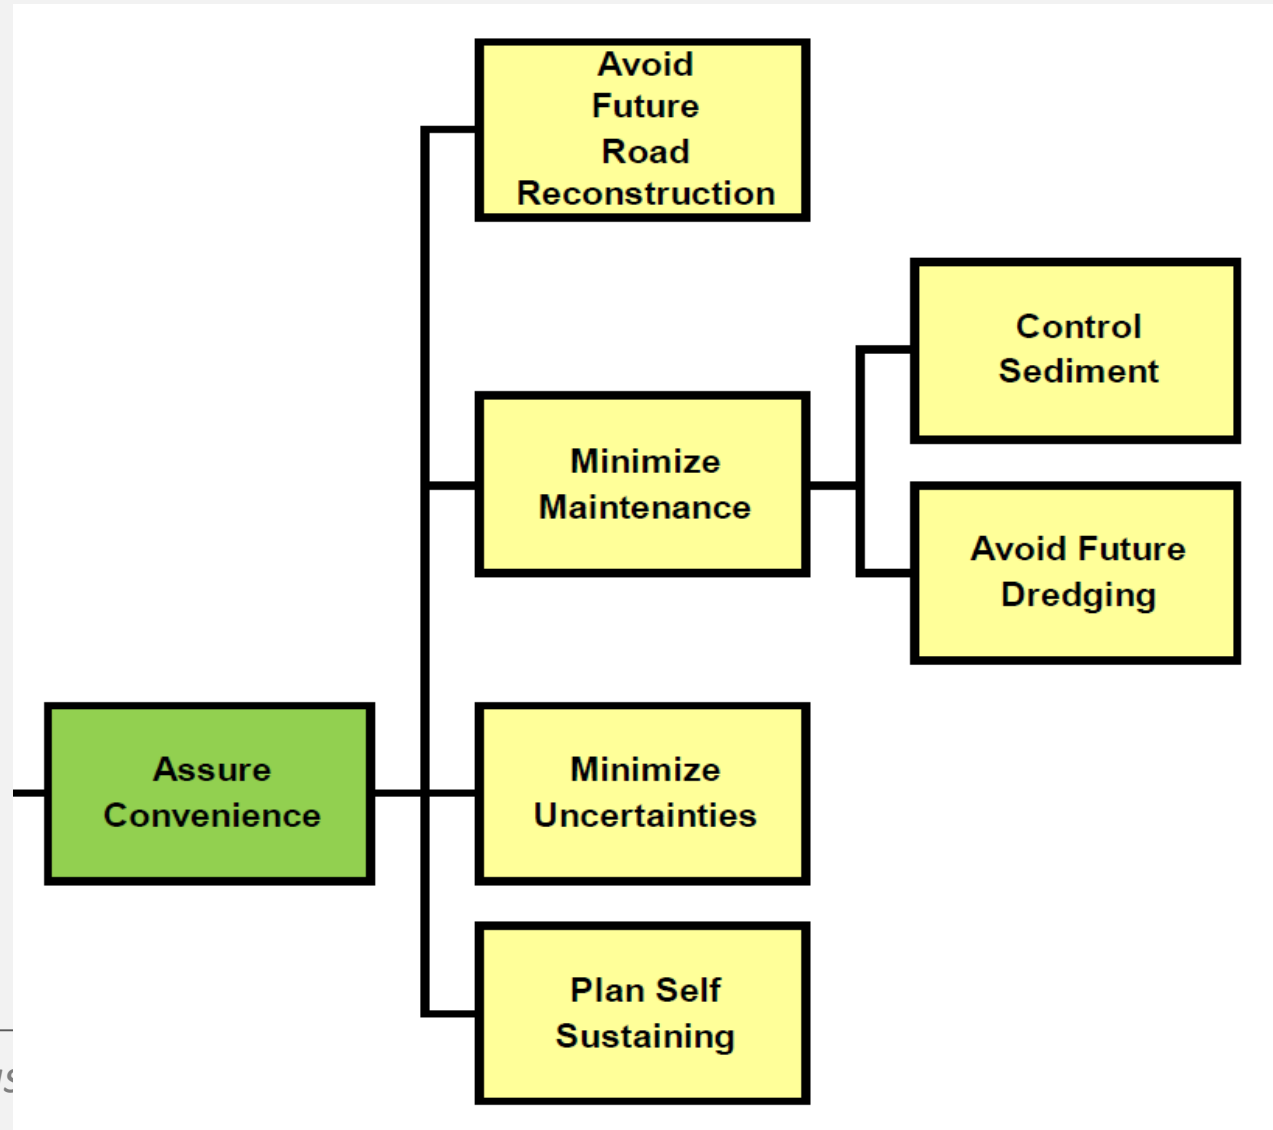 Avoid
Future
Road
Reconstruction
Control
Sediment
Minimize
Maintenance
Avoid Future
Dredging
Assure
Convenience
Minimize
Uncertainties
Plan Self
Sustaining